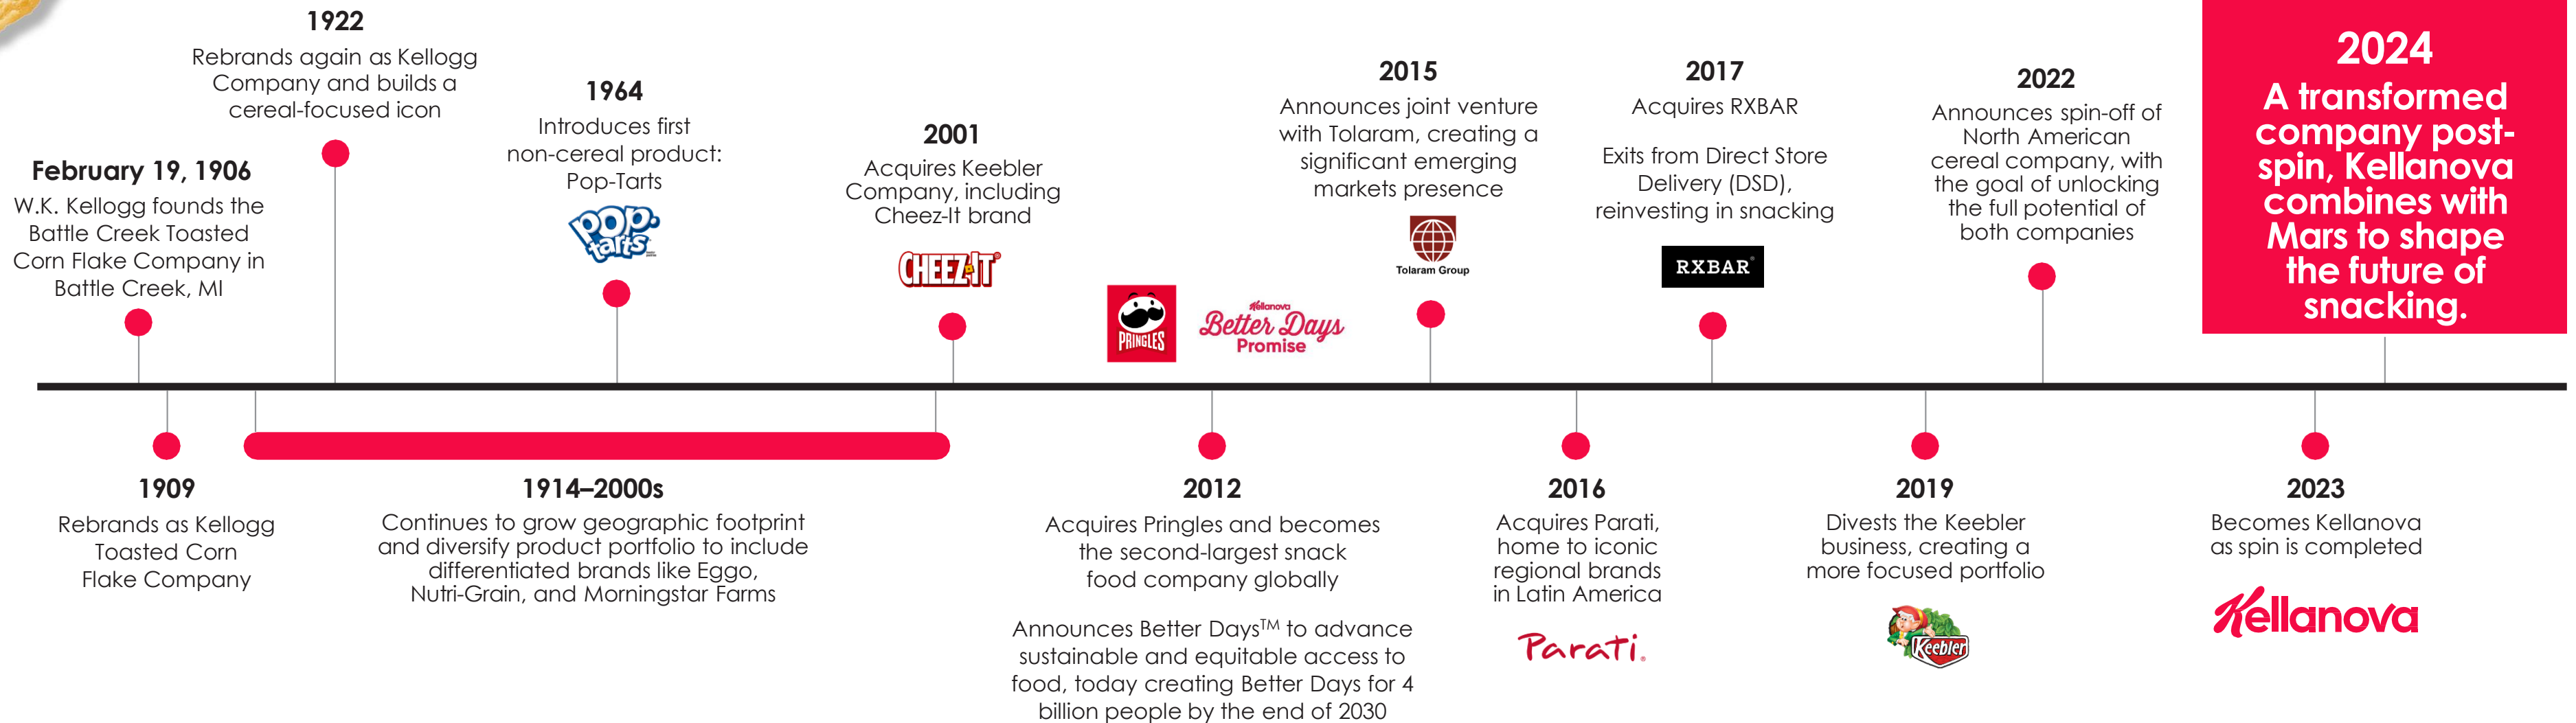 1922
Rebrands again as Kellogg
Company and builds a
cereal-focused icon
February 19, 1906
W.K. Kellogg founds the
Battle Creek Toasted
Corn Flake Company in
Battle Creek, MI
1964
Introduces first
non-cereal product:
Pop-Tarts
POP-
tarts
2001
Acquires Keebler
Company, including
Cheez-It brand
CHEEZ-IT®
PRINGLES
Kellanova
Better Days
Promise
2015
Announces joint venture
with Tolaram, creating a
significant emerging
markets presence
Tolaram Group
2017
Acquires RXBAR
Exits from Direct Store
Delivery (DSD),
reinvesting in snacking
RXBAR®
2022
Announces spin-off of
North American
cereal company, with
the goal of unlocking
the full potential of
both companies
2024
A transformed
company post-
spin, Kellanova
combines with
Mars to shape
the future of
snacking.
1909
Rebrands as Kellogg
Toasted Corn
Flake Company
1914–2000s
Continues to grow geographic footprint
and diversify product portfolio to include
differentiated brands like Eggo,
Nutri-Grain, and Morningstar Farms
2012
Acquires Pringles and becomes
the second-largest snack
food company globally
Announces Better Days™ to advance
sustainable and equitable access to
food, today creating Better Days for 4
billion people by the end of 2030
2016
Acquires Parati,
home to iconic
regional brands
in Latin America
Parati®
2019
Divests the Keebler
business, creating a
more focused portfolio
Keebler
2023
Becomes Kellanova
as spin is completed
Kellanova